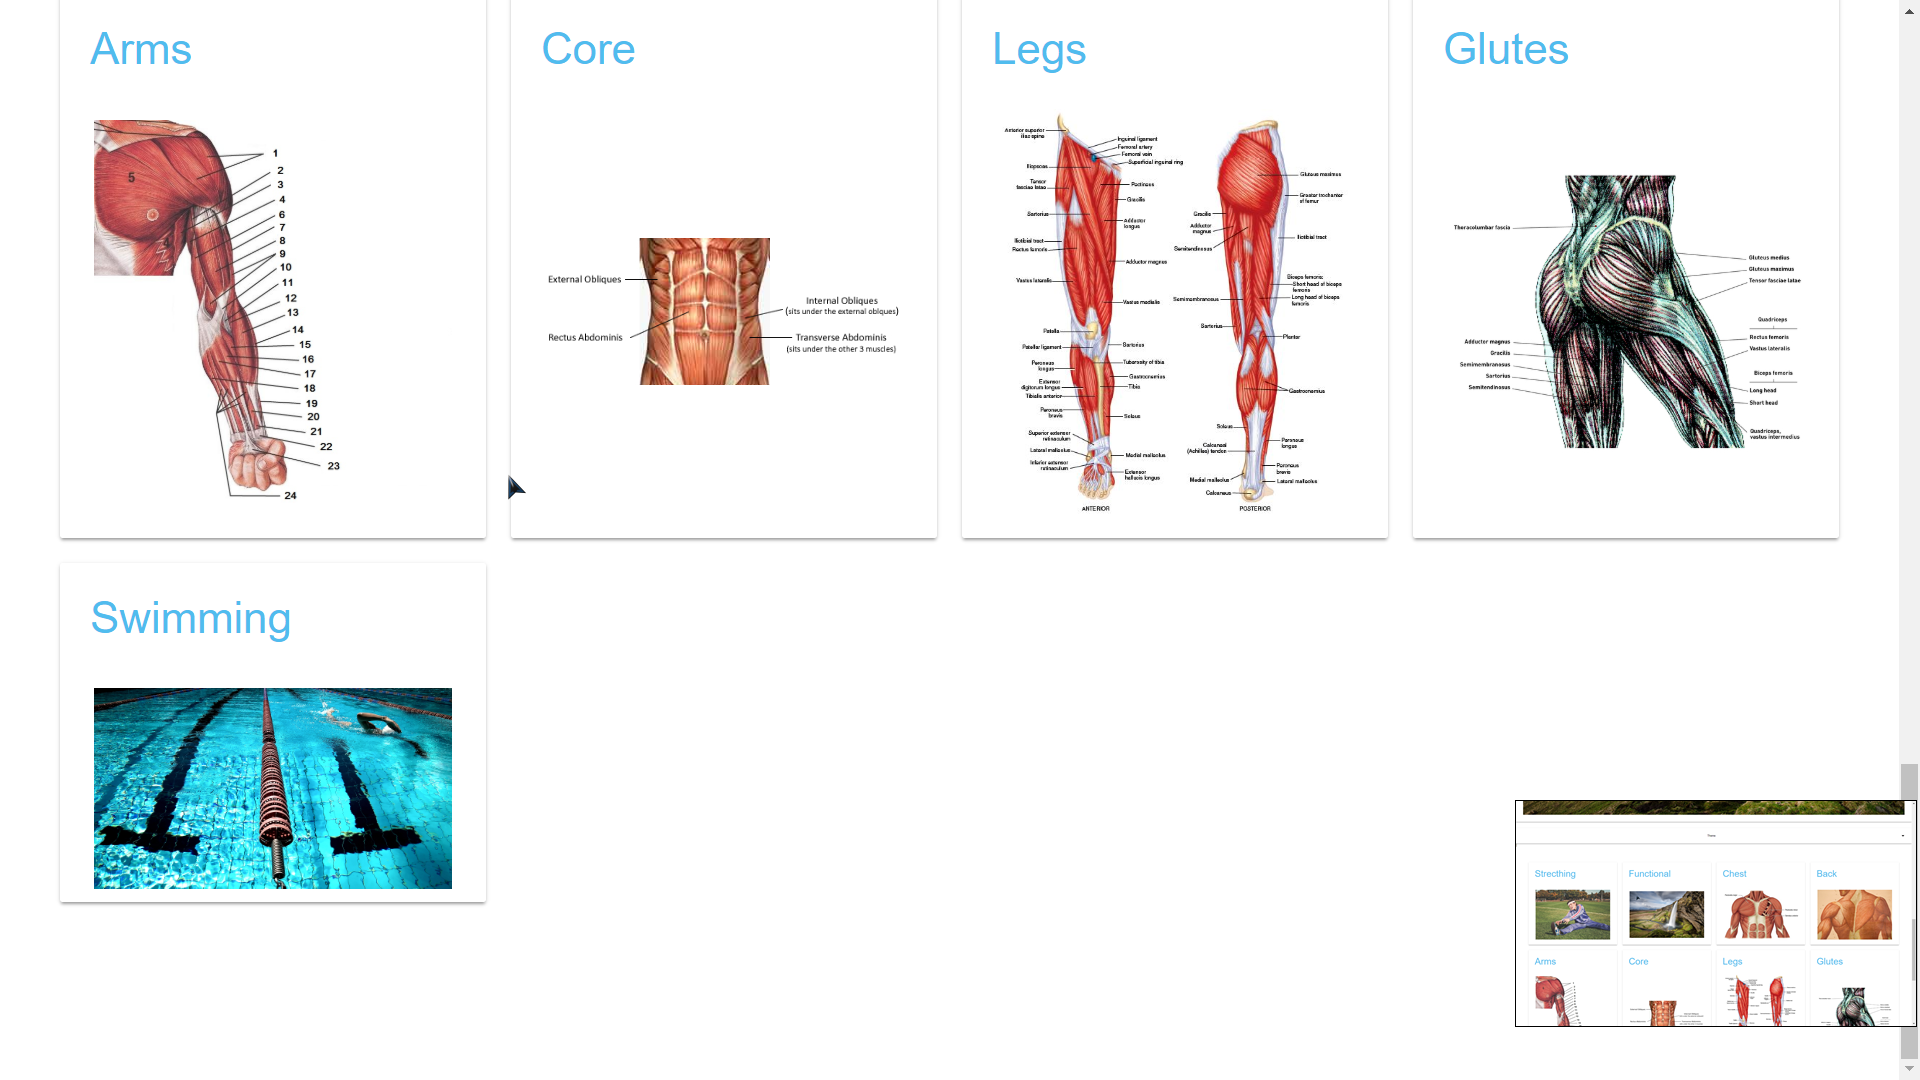 Arms
5
1
2
3
4
6
7
8
9
10
11
12
13
14
15
16
17
18
19
20
21
22
23
24
Core
External Obliques
Rectus Abdominis
Internal Obliques
(sits under the external oblques)
Transverse Abdominis
(sits under the other 3 muscles)
Legs
Anterior superior
iliac spine
Iliopsoas
Tensor
fasciae latae
Sartorius
Iliotibial tract
Rectus femoris
Vastus lateralis
Patella
Patellar ligament
Peroneus
longus
Extensor
digitorum longus
Tibialis anterior
Peroneus
brevis
Superior extensor
retinaculum
Lateral malleolus
Inferior extensor
retinaculum
Inguinal ligament
Femoral artery
Femoral vein
Superficial inguinal ring
Pectineus
Gracilis
Adductor
longus
Adductor magnus
Vastus medialis
Sartorius
Tuberosity of tibia
Gastrocnemius
Tibia
Soleus
Medial malleolus
Extensor
hallucis longus
ANTERIOR
Gracilis
Adductor
magnus
Semitendinosus
Semimembranosus
Sartorius
Soleus
Calcaneal
(Achilles) tendon
Medial malleolus
Calcaneus
Gluteus maximus
Greater trochanter
of femur
Iliotibial tract
Biceps femoris:
Short head of biceps
femoris
Long head of biceps
femoris
Plantar
Gastrocnemius
Peroneus
longus
Peroneus
brevis
Lateral malleolus
POSTERIOR
Glutes
Thoracolumbar fascia
Adductor magnus
Gracilis
Semimembranosus
Sartorius
Semitendinosus
Gluteus medius
Gluteus maximus
Tensor fasciae latae
Quadriceps
Rectus femoris
Vastus lateralis
Biceps femoris
Long head
Short head
Quadriceps,
vastus intermedius
Swimming
Strecthing
Functional
Chest
Back
Arms
Core
Legs
Glutes